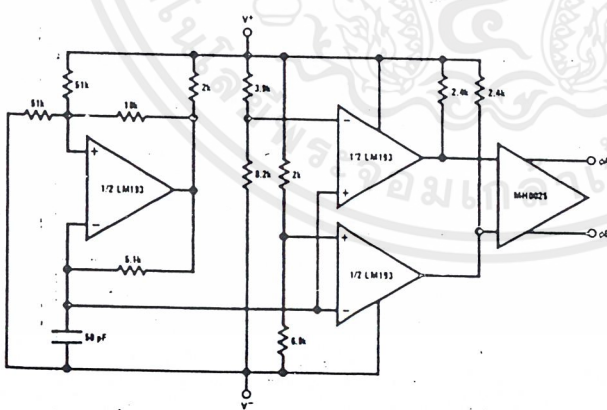 V⁺
51k
51k
10k
2k
3.9k
2.4k
2.4k
1/2 LM193
8.2k
2k
1/2 LM193
MH0025
5.1k
1/2 LM193
50 pF
6.8k
V⁻